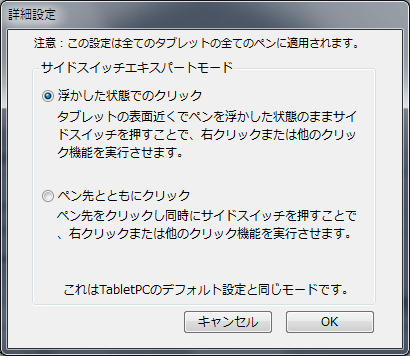 詳細設定
注意：この設定は全てのタブレットの全てのペンに適用されます。
サイドスイッチエキスパートモード
浮かした状態でのクリック
タブレットの表面近くでペンを浮かした状態のままサイ
ドスイッチを押すことで、右クリックまたは他のクリッ
ク機能を実行させます。
ペン先とともにクリック
ペン先をクリックし同時にサイドスイッチを押すことで
、右クリックまたは他のクリック機能を実行させます。
これはTabletPCのデフォルト設定と同じモードです。
キャンセル
OK